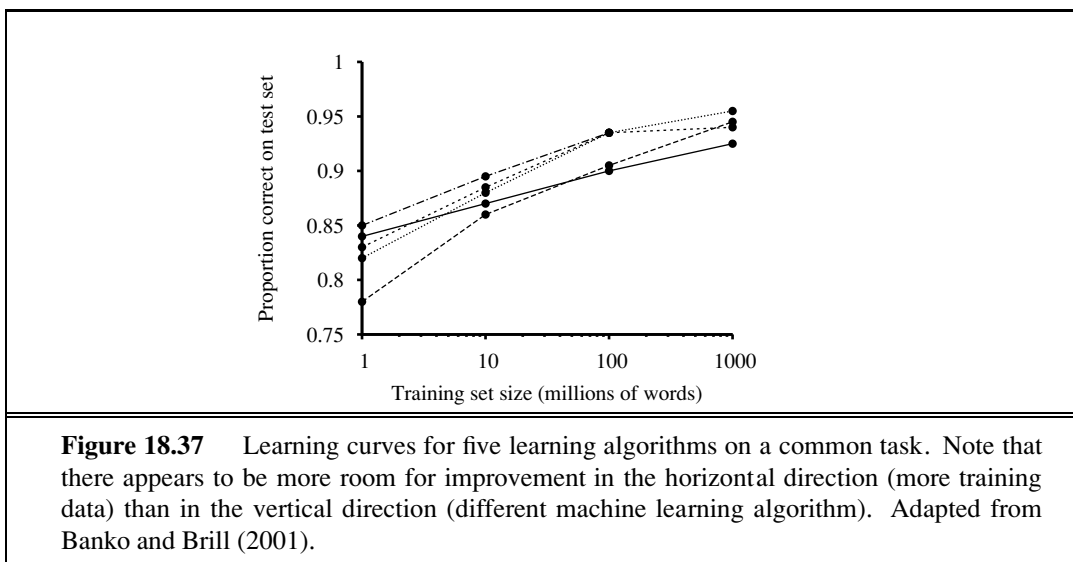 Proportion correct on test set
1
0.95
0.9
0.85
0.8
0.75
1 10 100 1000
Training set size (millions of words)
Figure 18.37 Learning curves for five learning algorithms on a common task. Note that
there appears to be more room for improvement in the horizontal direction (more training
data) than in the vertical direction (different machine learning algorithm). Adapted from
Banko and Brill (2001).